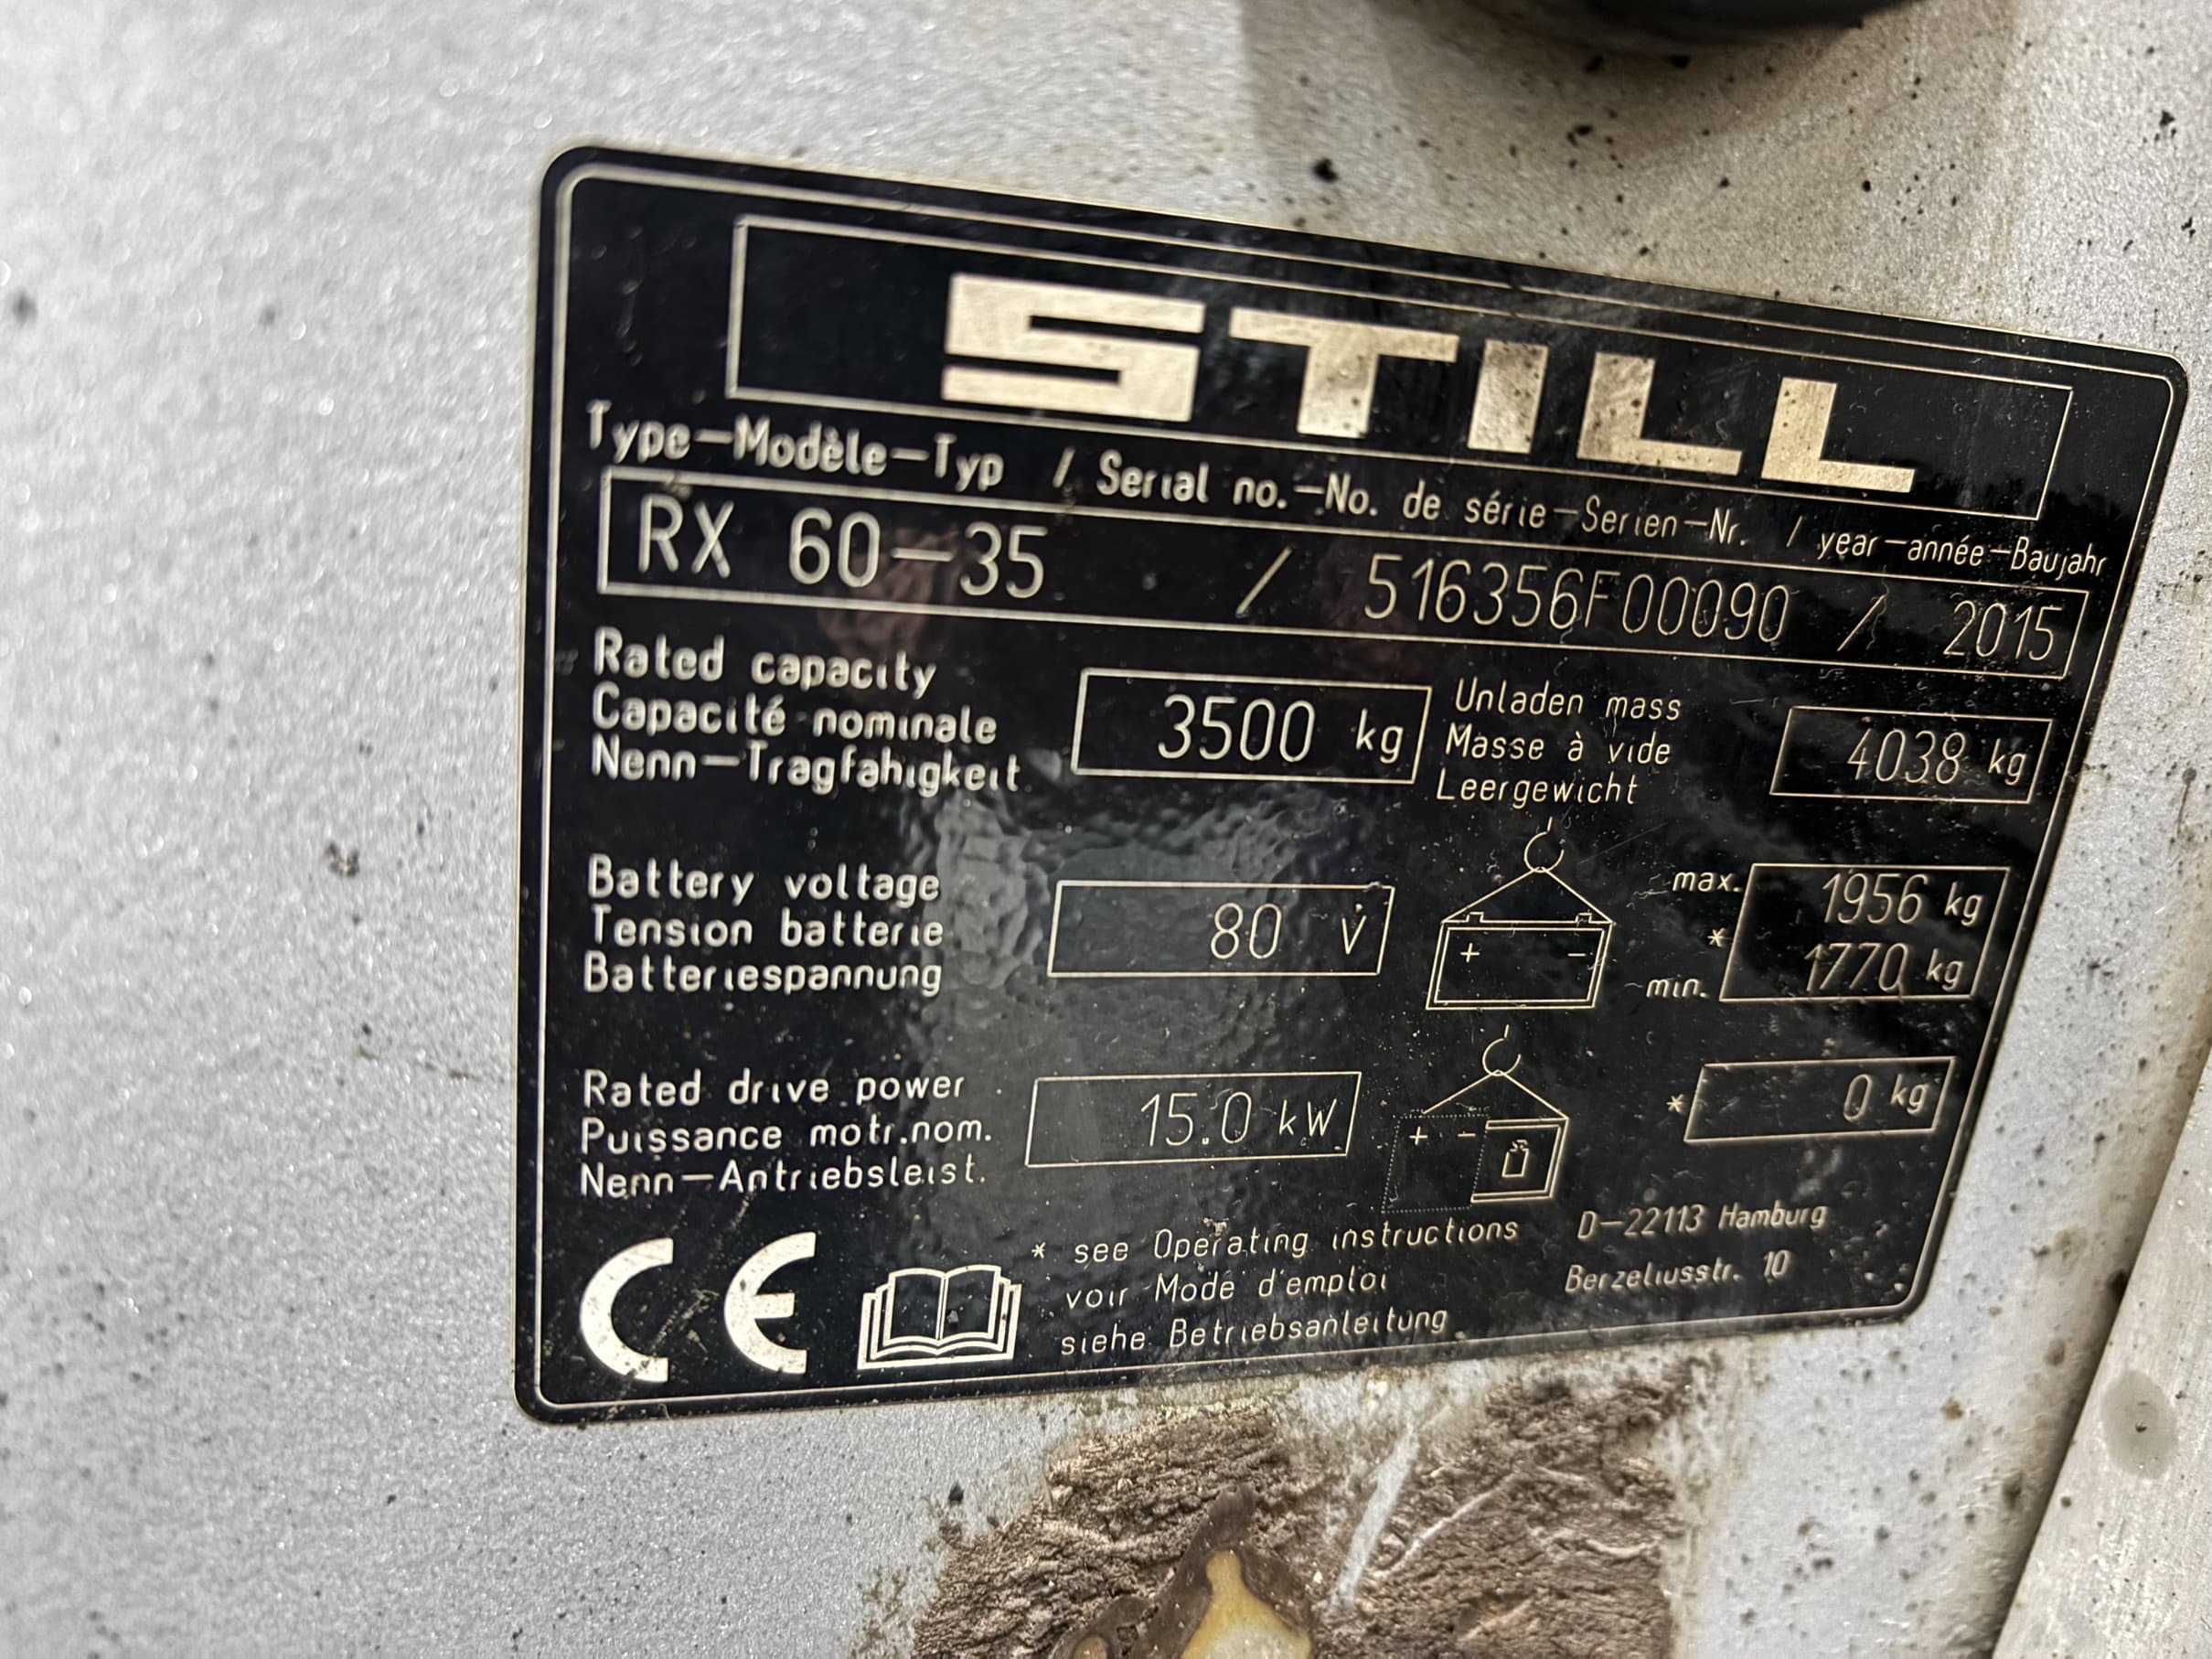 STILL
Type-Modèle-Typ / Serial no.-No. de série-Serien-Nr. / year-année-Baujahr
RX 60-35 / 516356F00090 / 2015
Rated capacity
Capacité nominale
Nenn-Tragfahigkeit
3500 kg
Unladen mass
Masse à vide
Leergewicht
4038 kg
Battery voltage
Tension batterie
Batteriespannung
80 V
+ -
max. 1956 kg
*
min. 1770 kg
Rated drive power
Puissance motr.nom.
Nenn-Antriebsleist.
15.0 kW
+ -
* 0 kg
CE
* see Operating instructions
voir Mode d'emploi
siehe Betriebsanleitung
D-22113 Hamburg
Berzeliusstr. 10